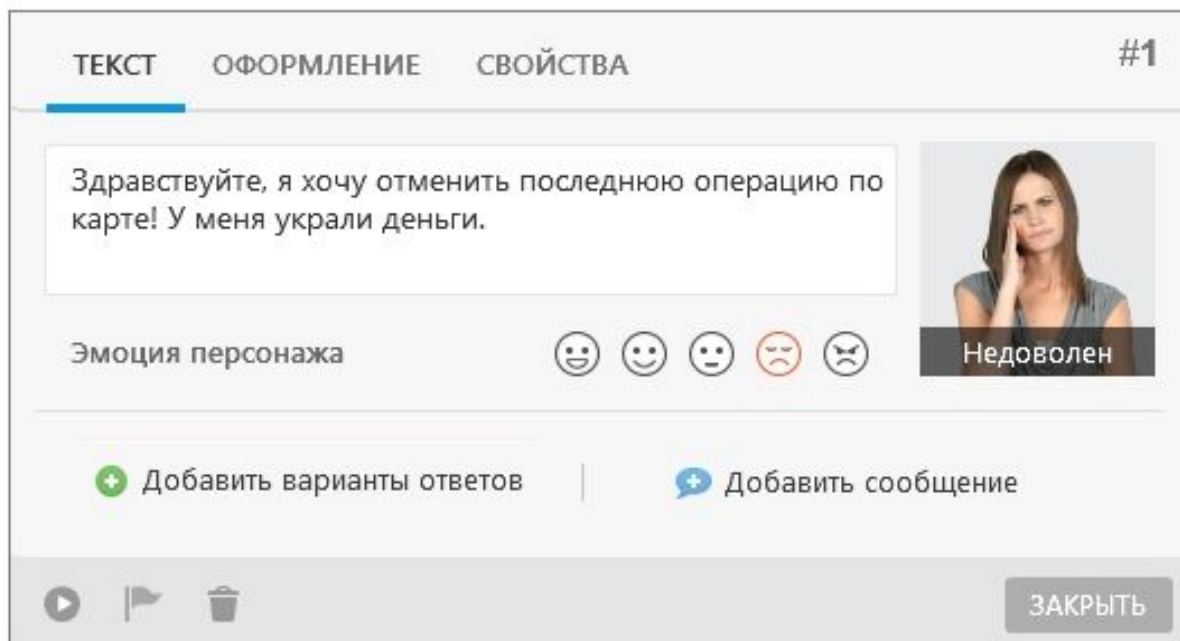 ТЕКСТ ОФОРМЛЕНИЕ СВОЙСТВА #1
Здравствуйте, я хочу отменить последнюю операцию по
карте! У меня украли деньги.
Эмоция персонажа
Недоволен
Добавить варианты ответов
Добавить сообщение
ЗАКРЫТЬ